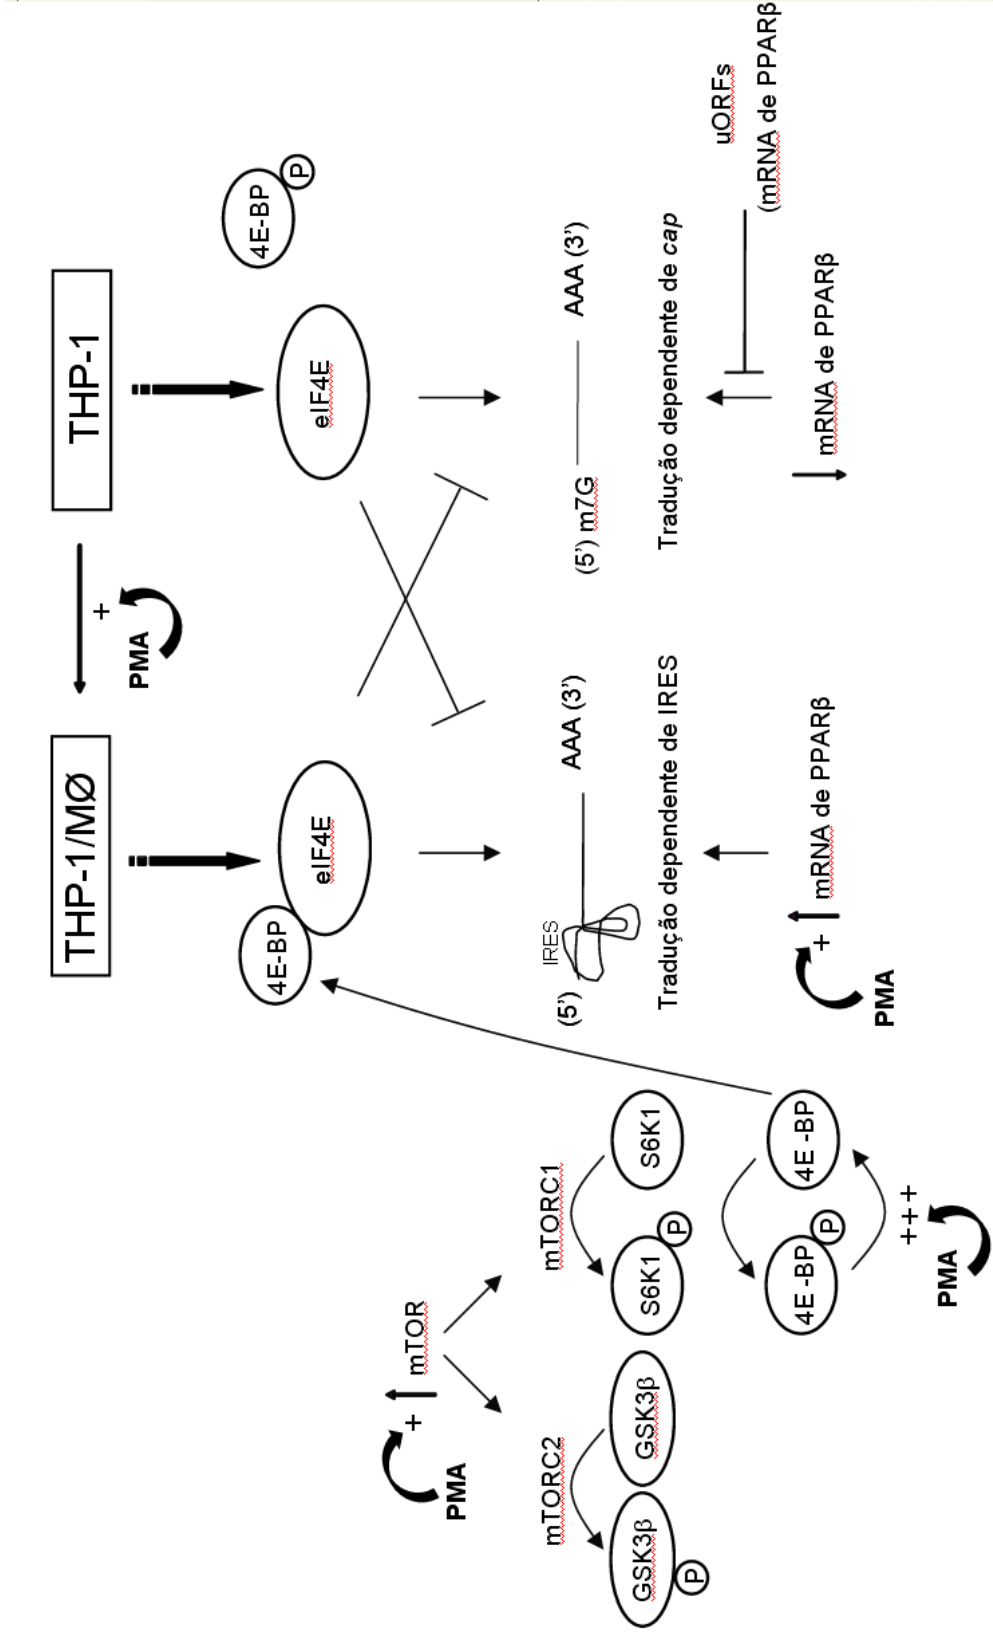 THP-1/MØ
THP-1
PMA
+
4E-BP
eIF4E
eIF4E
4E-BP
P
PMA
+
mTOR
mTORC2
mTORC1
GSK3β
P
GSK3β
S6K1
P
S6K1
4E-BP
P
4E-BP
+++
PMA
IRES
(5')
AAA (3')
Tradução dependente de IRES
PMA
+
mRNA de PPARβ
(5') m7G
AAA (3')
Tradução dependente de cap
mRNA de PPARβ
uORFs
(mRNA de PPARβ